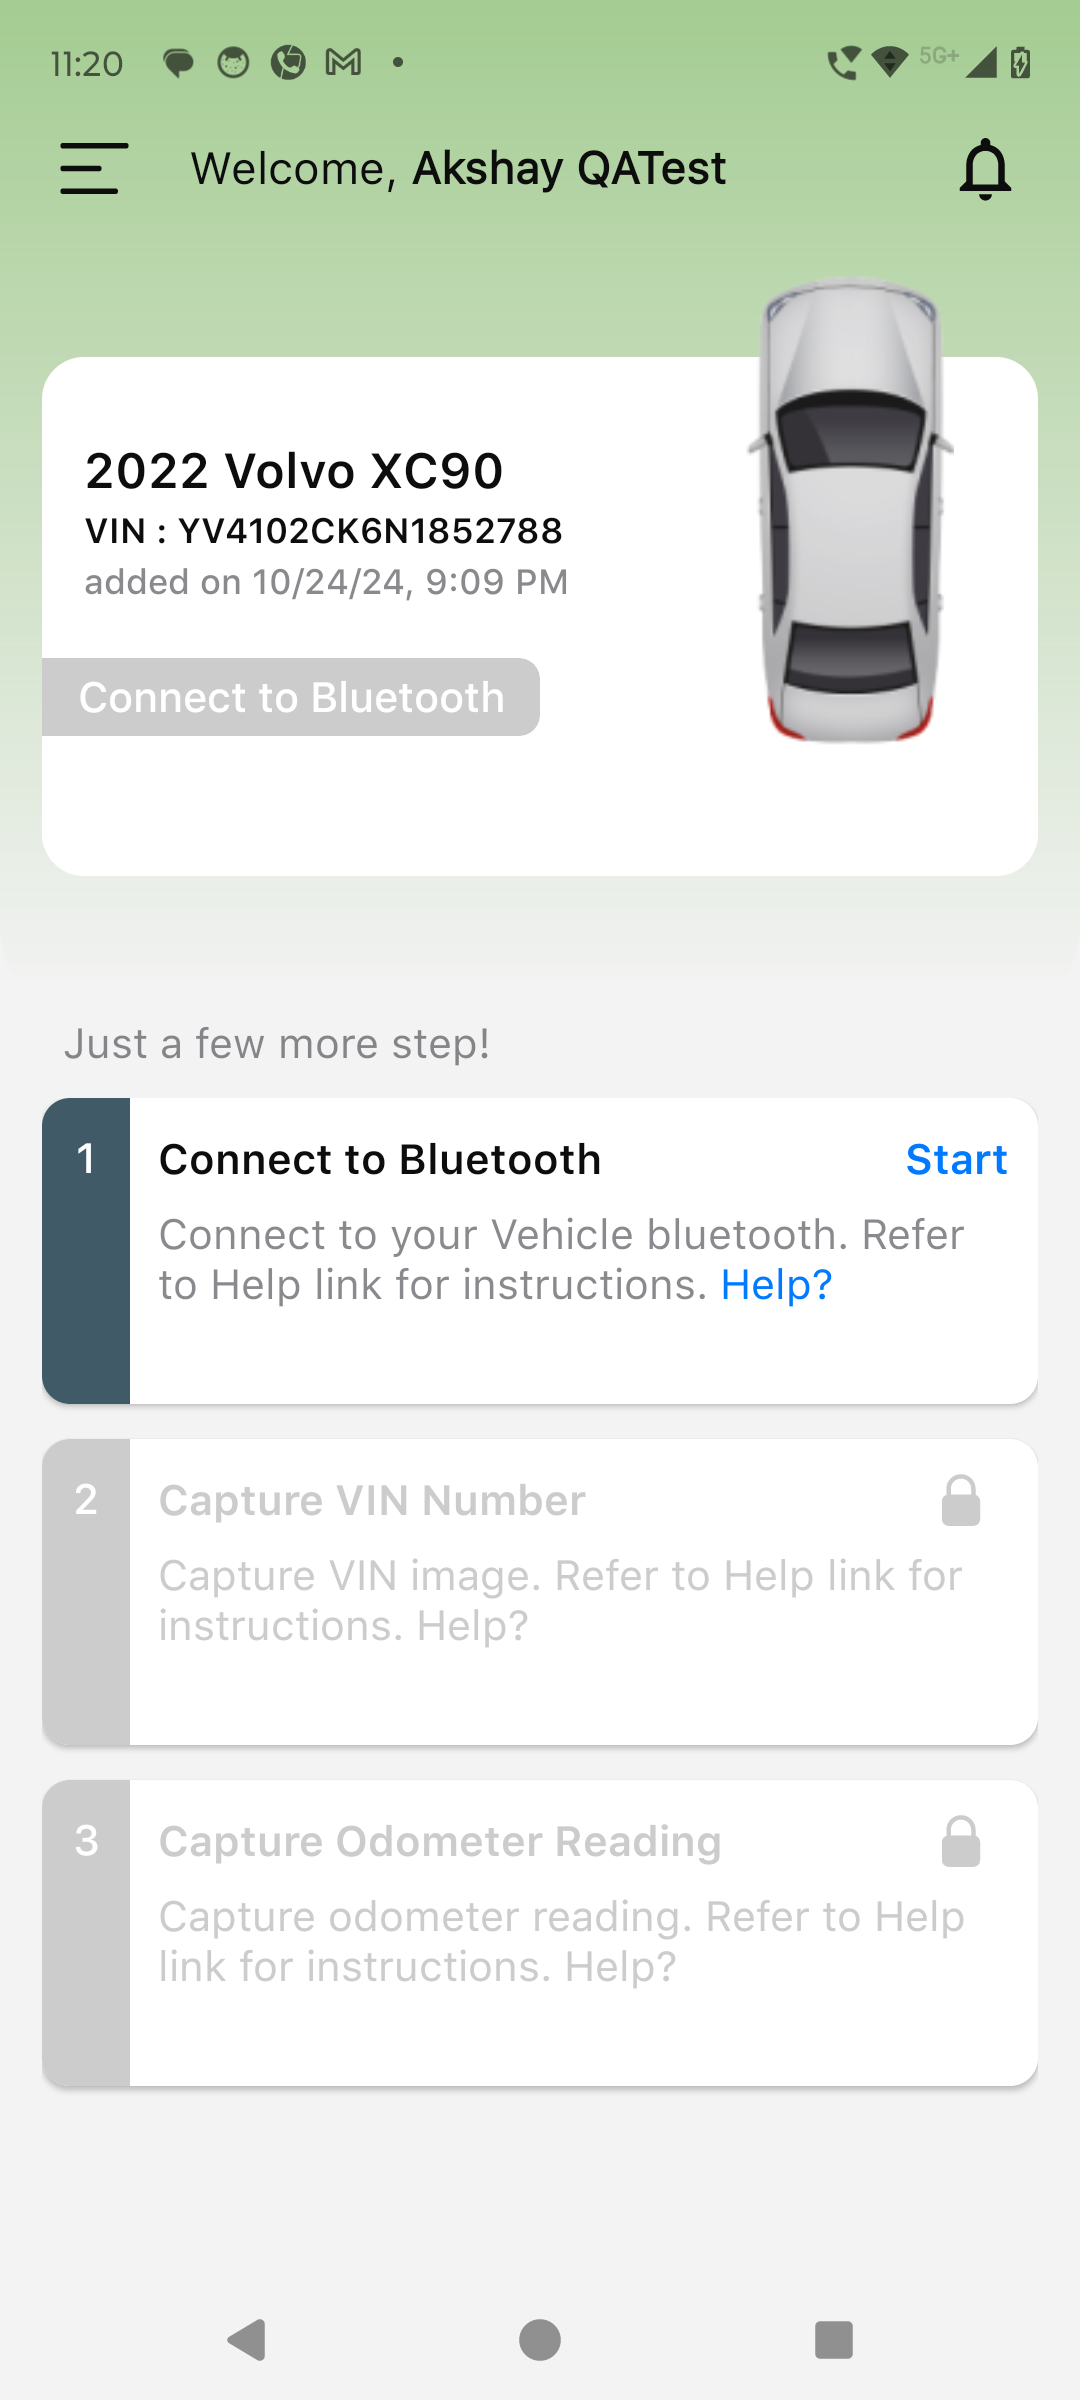 11:20
5G+
Welcome, Akshay QATest
2022 Volvo XC90
VIN : YV4102CK6N1852788
added on 10/24/24, 9:09 PM
Connect to Bluetooth
Just a few more step!
1
Connect to Bluetooth
Start
Connect to your Vehicle bluetooth. Refer
to Help link for instructions. Help?
2
Capture VIN Number
Capture VIN image. Refer to Help link for
instructions. Help?
3
Capture Odometer Reading
Capture odometer reading. Refer to Help
link for instructions. Help?